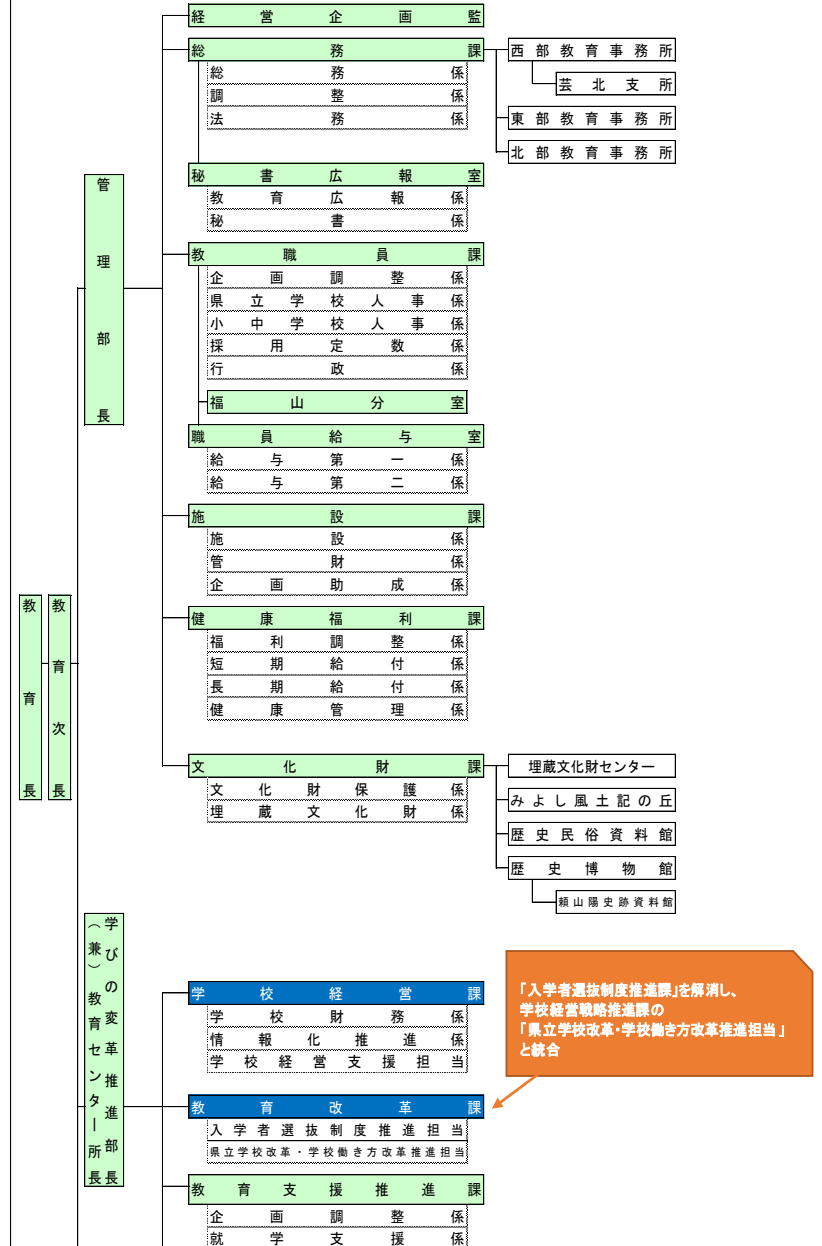 経営企画監
総務課
総務係
調整係
法務係
西部教育事務所
芸北支所
東部教育事務所
北部教育事務所
秘書広報室
教育広報係
秘書係
管理部長
教職員課
企画調整係
県立学校人事係
小中学校人事係
採用定数係
行政係
福山分室
職員給与室
給与第一係
給与第二係
施設課
施設係
管財係
企画助成係
教育長
教育次長
健康福利課
福利調整係
短期給付係
長期給付係
健康管理係
文化財課
文化財保護係
埋蔵文化財係
埋蔵文化財センター
みよし風土記の丘
歴史民俗資料館
歴史博物館
頼山陽史跡資料館
学びの変革推進部長
（兼）教育センター所長
学校経営課
学校財務係
情報化推進係
学校経営支援担当
「入学者選抜制度推進課」を解消し、
学校経営戦略推進課の
「県立学校改革・学校働き方改革推進担当」
と統合
教育改革課
入学者選抜制度推進担当
県立学校改革・学校働き方改革推進担当
教育支援推進課
企画調整係
就学支援係